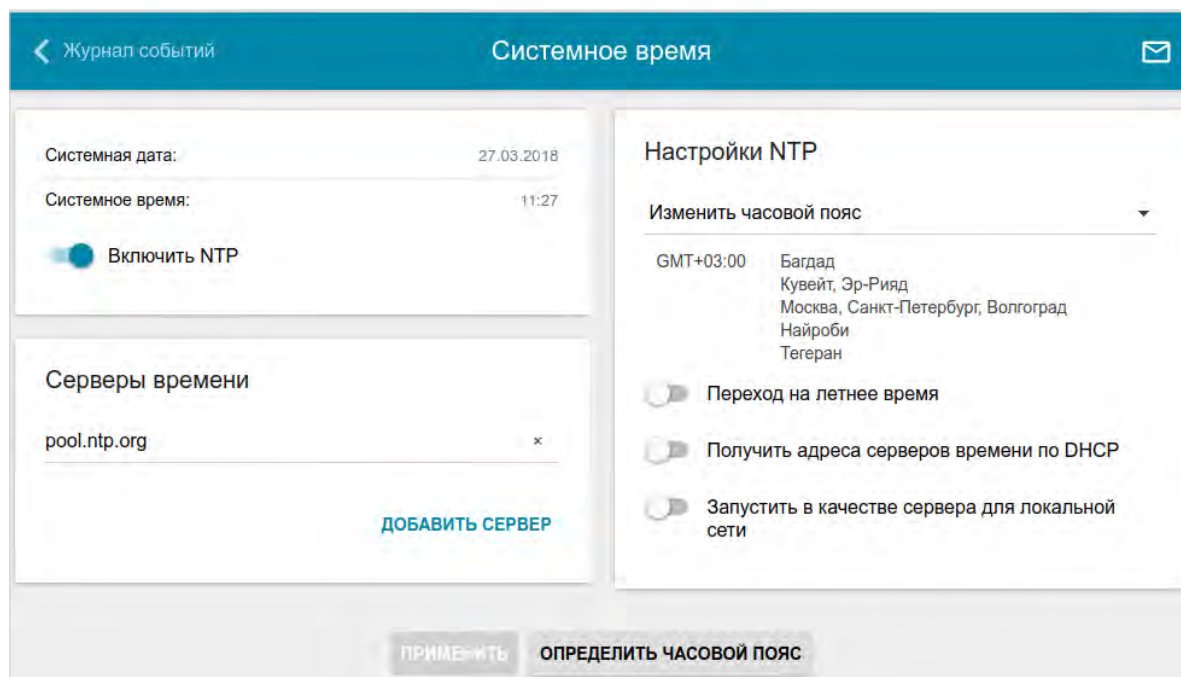 Журнал событий
Системное время
Системная дата:
27.03.2018
Системное время:
11:27
Включить NTP
Серверы времени
pool.ntp.org
×
ДОБАВИТЬ СЕРВЕР
Настройки NTP
Изменить часовой пояс
GMT+03:00
Багдад
Кувейт, Эр-Рияд
Москва, Санкт-Петербург, Волгоград
Найроби
Тегеран
Переход на летнее время
Получить адреса серверов времени по DHCP
Запустить в качестве сервера для локальной
сети
ПРИМЕНИТЬ
ОПРЕДЕЛИТЬ ЧАСОВОЙ ПОЯС